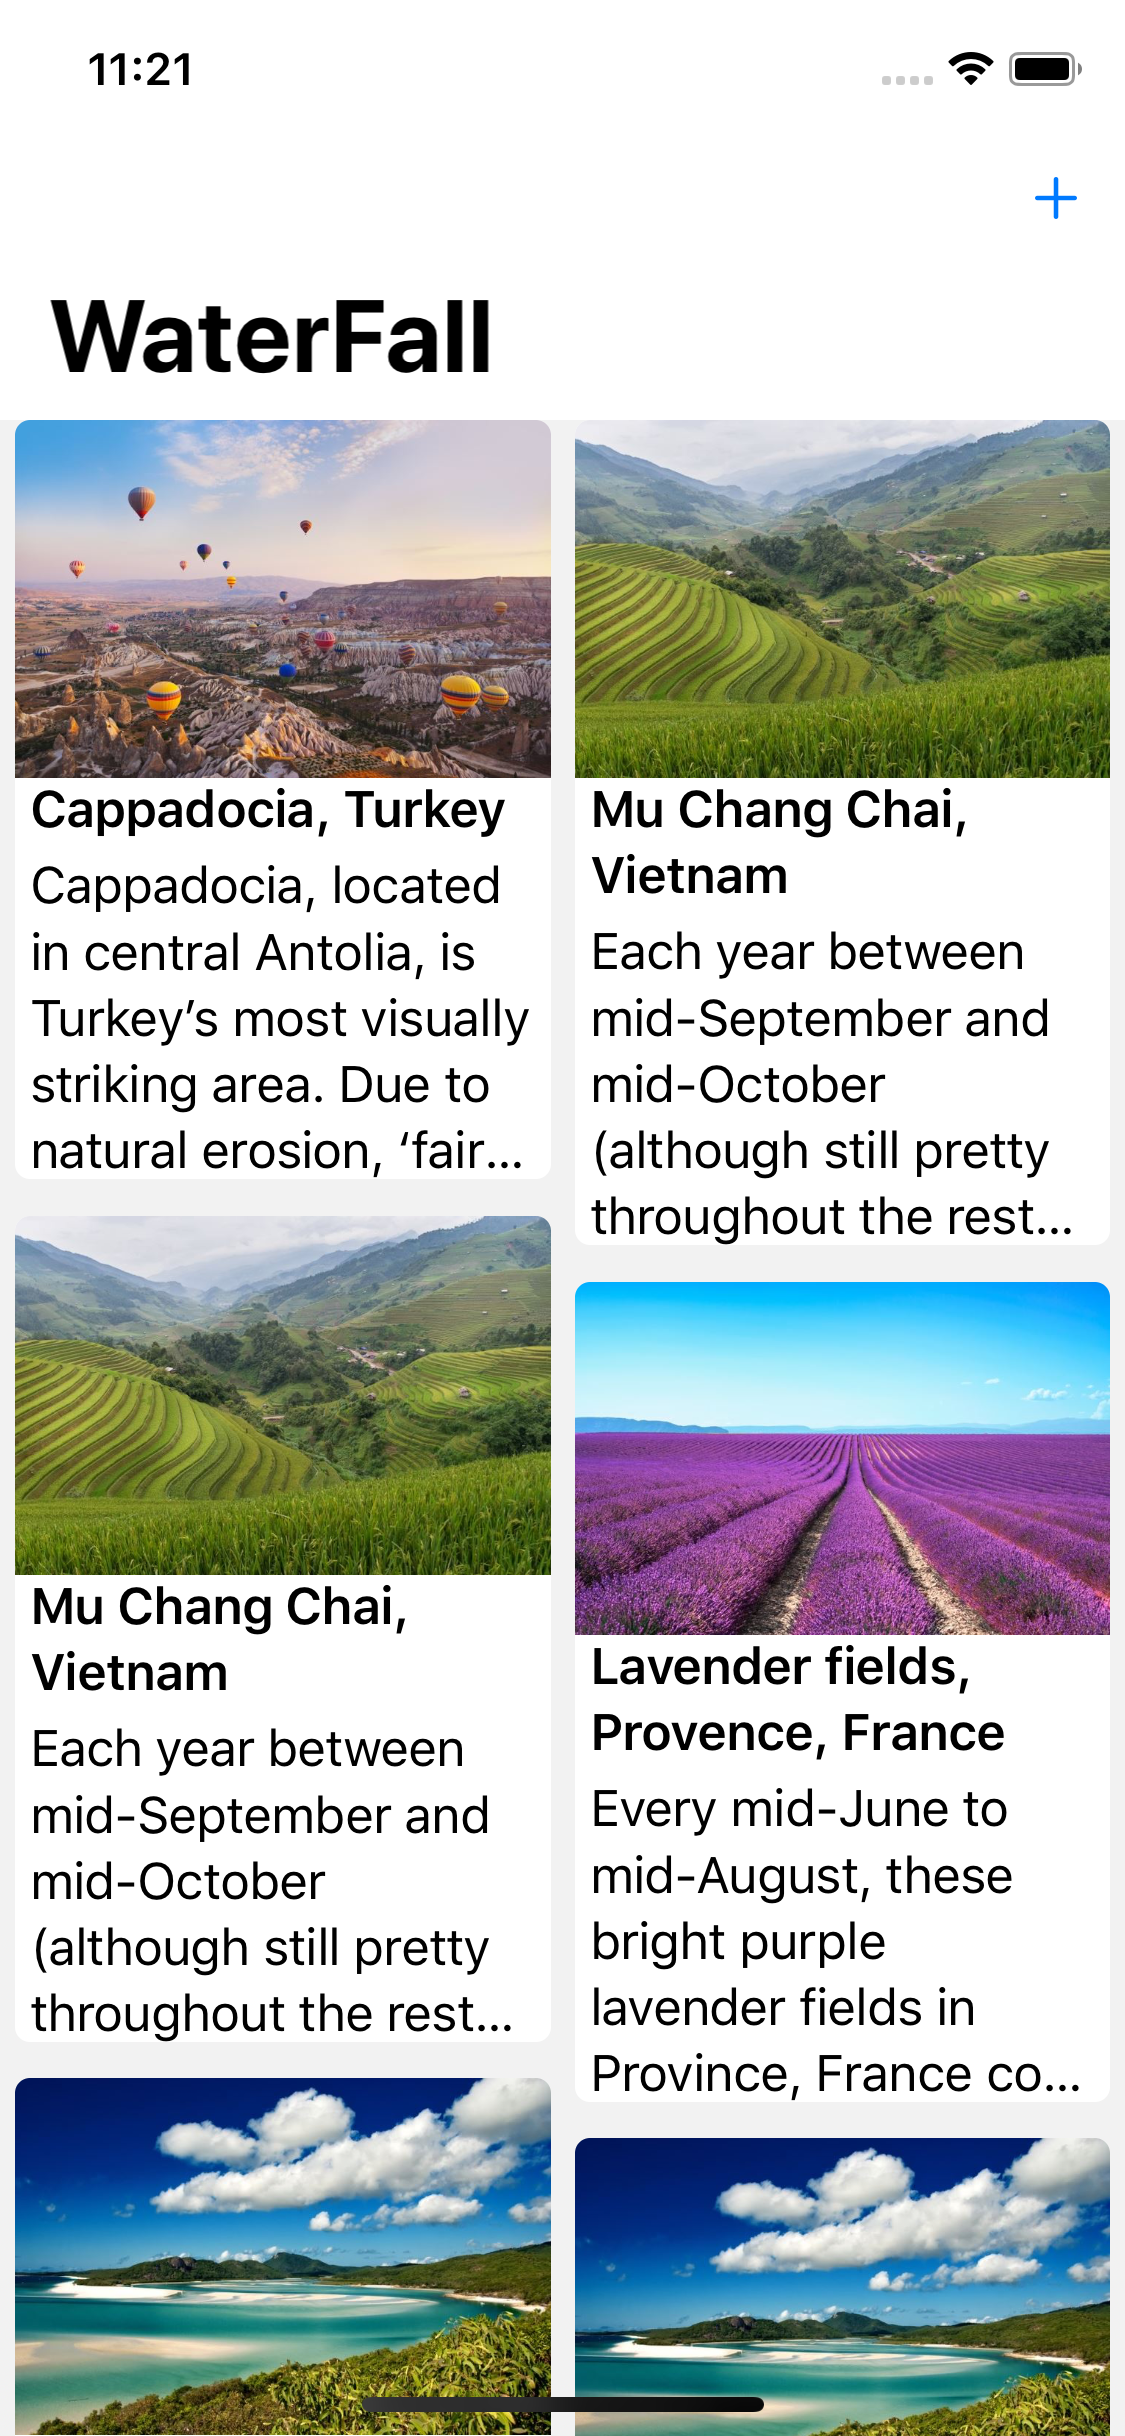 11:21
WaterFall
Cappadocia, Turkey
Cappadocia, located
in central Antolia, is
Turkey’s most visually
striking area. Due to
natural erosion, ‘fair...
Mu Chang Chai,
Vietnam
Each year between
mid-September and
mid-October
(although still pretty
throughout the rest...
Mu Chang Chai,
Vietnam
Each year between
mid-September and
mid-October
(although still pretty
throughout the rest...
Lavender fields,
Provence, France
Every mid-June to
mid-August, these
bright purple
lavender fields in
Province, France co...